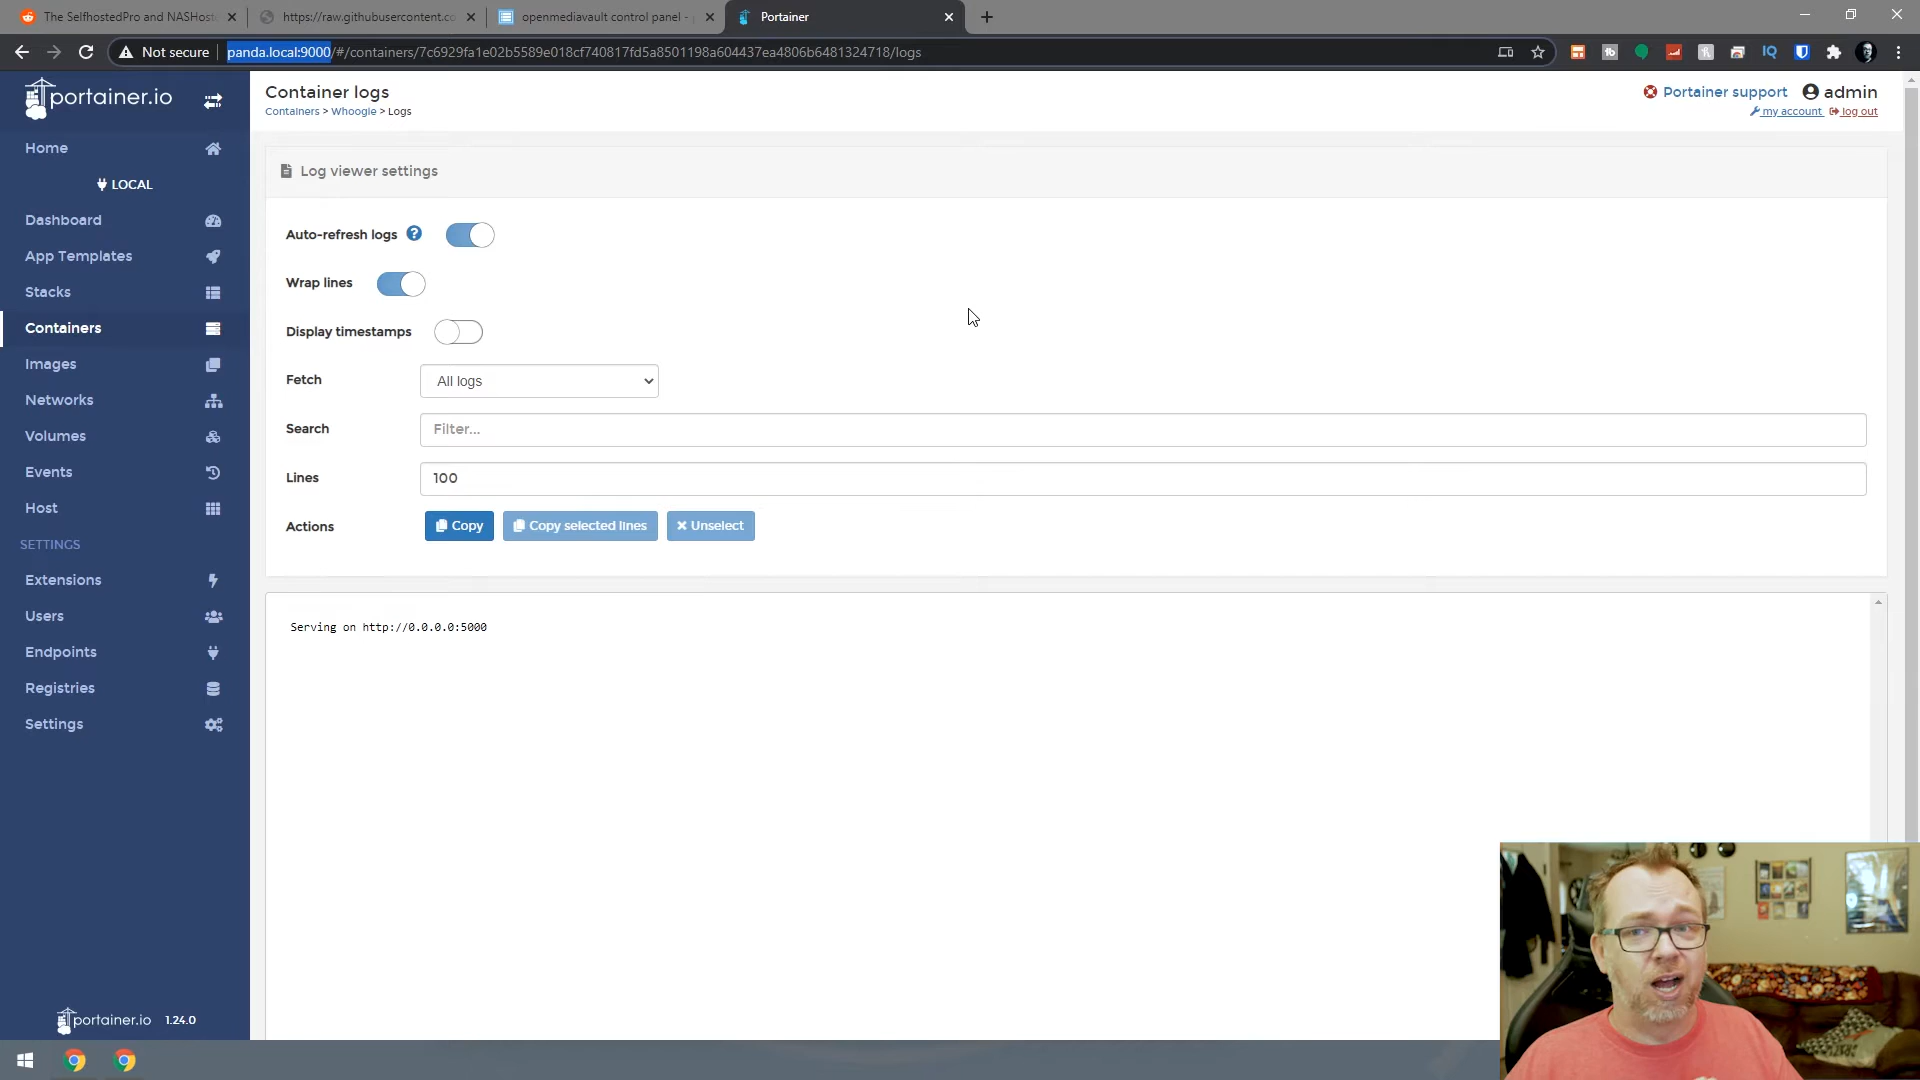 The SelfhostedPro and NASHost
https://raw.githubusercontent.co
openmediavault control panel -
Portainer
Not secure
panda.local:9000/#/containers/7c6929fa1e02b5589e018cf740817fd5a8501198a604437ea4806b6481324718/logs
portainer.io
Container logs
Containers > Whoogle > Logs
Portainer support
admin
my account
log out
Home
LOCAL
Dashboard
App Templates
Stacks
Containers
Images
Networks
Volumes
Events
Host
SETTINGS
Extensions
Users
Endpoints
Registries
Settings
portainer.io 1.24.0
Log viewer settings
Auto-refresh logs ?
Wrap lines
Display timestamps
Fetch
All logs
Search
Filter...
Lines
100
Actions
Copy
Copy selected lines
Unselect
Serving on http://0.0.0.0:5000